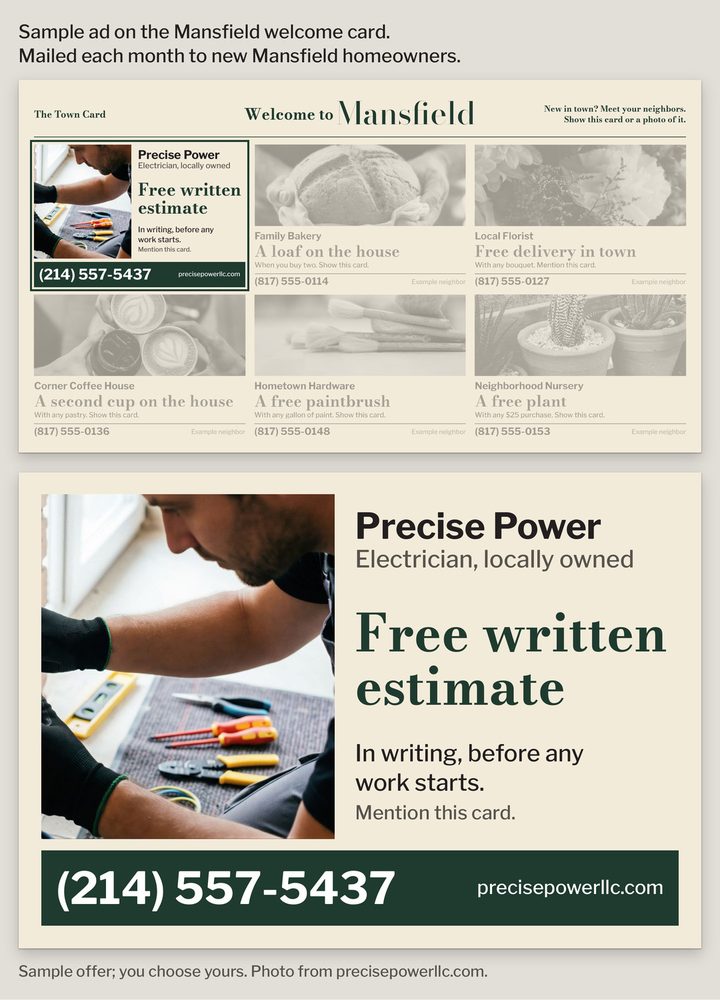 Sample ad on the Mansfield welcome card.
Mailed each month to new Mansfield homeowners.
The Town Card
Welcome to Mansfield
New in town? Meet your neighbors.
Show this card or a photo of it.
Precise Power
Electrician, locally owned
Free written
estimate
In writing, before any
work starts.
Mention this card.
(214) 557-5437
precisepowerllc.com
Family Bakery
A loaf on the house
When you buy two. Show this card.
(817) 555-0114
Example neighbor
Local Florist
Free delivery in town
With any bouquet. Mention this card.
(817) 555-0127
Example neighbor
Corner Coffee House
A second cup on the house
With any pastry. Show this card.
(817) 555-0136
Example neighbor
Hometown Hardware
A free paintbrush
With any gallon of paint. Show this card.
(817) 555-0148
Example neighbor
Neighborhood Nursery
A free plant
With any $25 purchase. Show this card.
(817) 555-0153
Example neighbor
Precise Power
Electrician, locally owned
Free written
estimate
In writing, before any
work starts.
Mention this card.
(214) 557-5437
precisepowerllc.com
Sample offer; you choose yours. Photo from precisepowerllc.com.